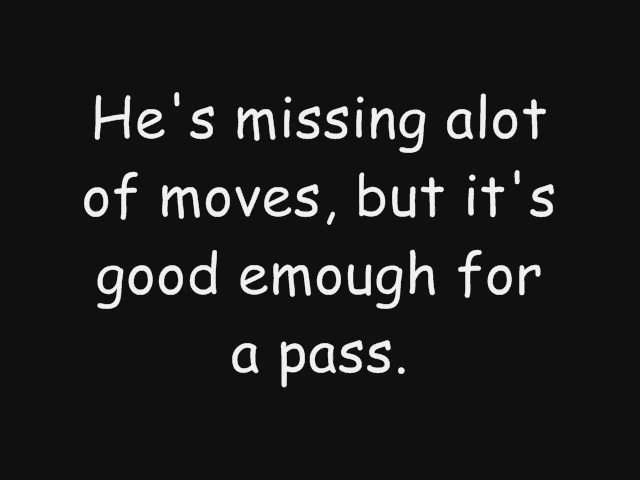 He's missing alot
of moves, but it's
good emough for
a pass.